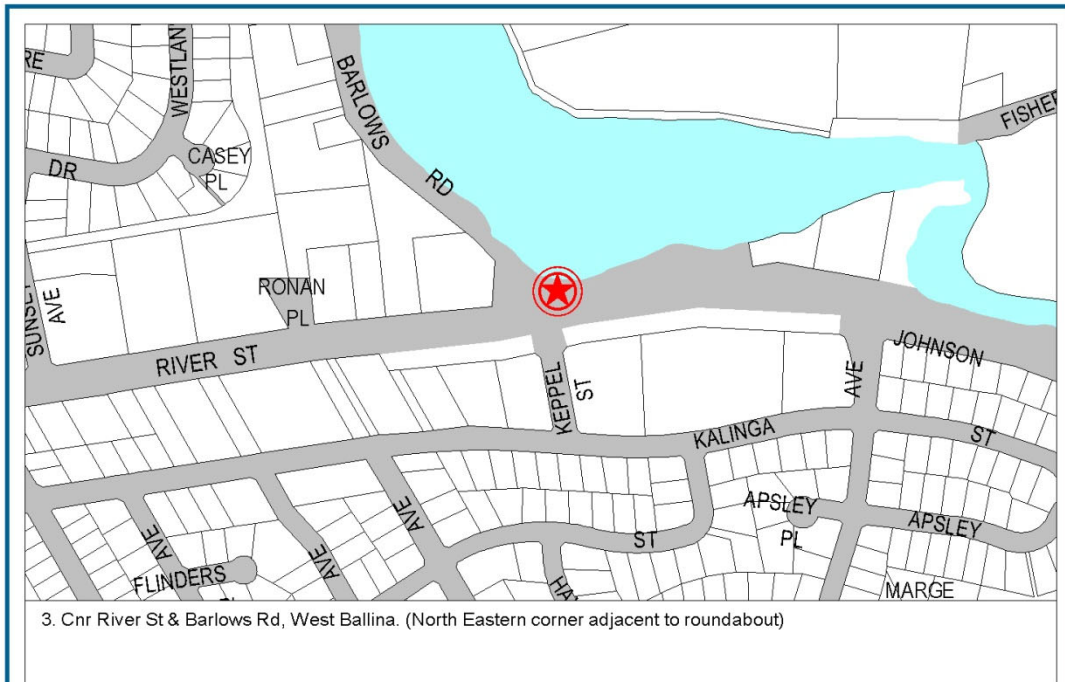 RE
WESTLAN
BARLOWS
RD
FISHER
DR
CASEY
PL
SUNSET
AVE
RONAN
PL
RIVER ST
KEPPEL
ST
AVE
JOHNSON
KALINGA
ST
AVE
AVE
AVE
FLINDERS
ST
HA
APSLEY
PL
APSLEY
MARGE
3. Cnr River St & Barlows Rd, West Ballina. (North Eastern corner adjacent to roundabout)